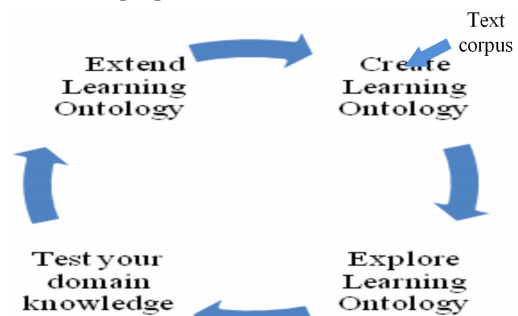 Text
corpus
Extend
Learning
Ontology
Create
Learning
Ontology
Test your
domain
knowledge
Explore
Learning
Ontology